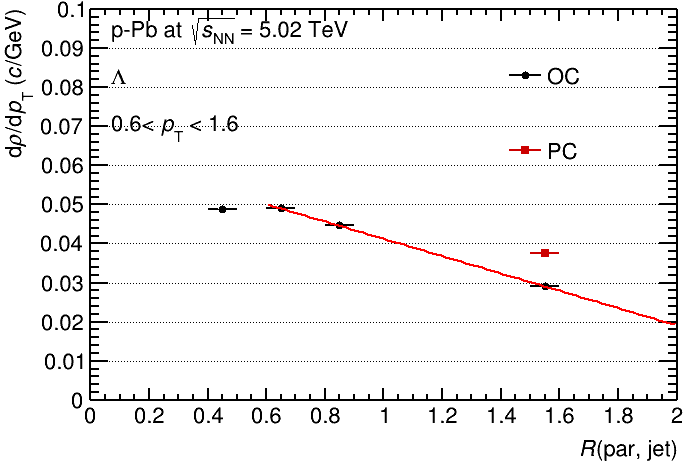 p-Pb at √sNN = 5.02 TeV
Λ
0.6< pT < 1.6
OC
PC
dρ/dpT (c/GeV)
0.1
0.09
0.08
0.07
0.06
0.05
0.04
0.03
0.02
0.01
0
0 0.2 0.4 0.6 0.8 1 1.2 1.4 1.6 1.8 2
R(par, jet)